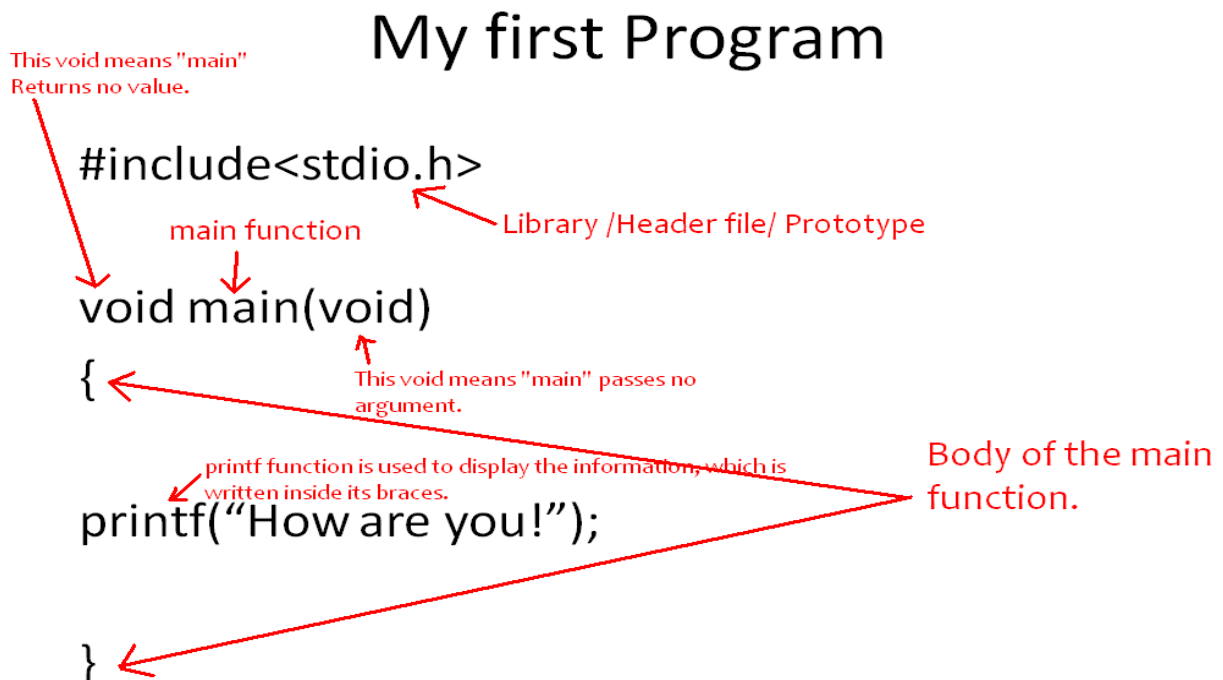 My first Program
This void means "main"
Returns no value.
#include<stdio.h>
Library /Header file/ Prototype
main function
void main(void)
{
This void means "main" passes no
argument.
printf function is used to display the information, which is
written inside its braces.
Body of the main
function.
printf(“How are you!”);
}